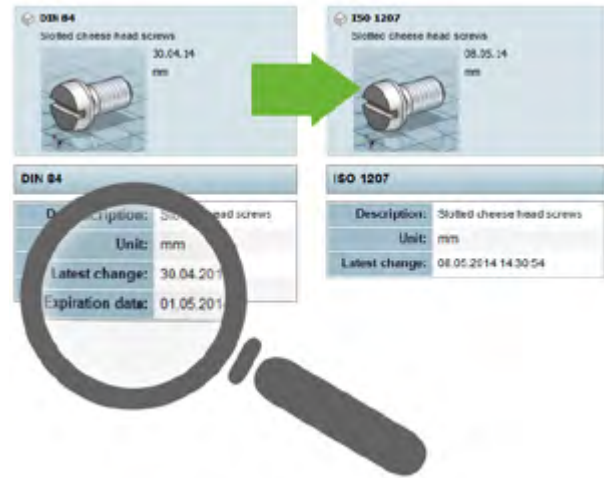 DIN 84
Slotted cheese head screws
30.04.14
mm
DIN 84
Unit: mm
Latest change: 30.04.201
Expiration date: 01.05.201
ISO 1207
Slotted cheese head screws
08.05.14
mm
ISO 1207
Description: Slotted cheese head screws
Unit: mm
Latest change: 08.05.2014 14:30:54